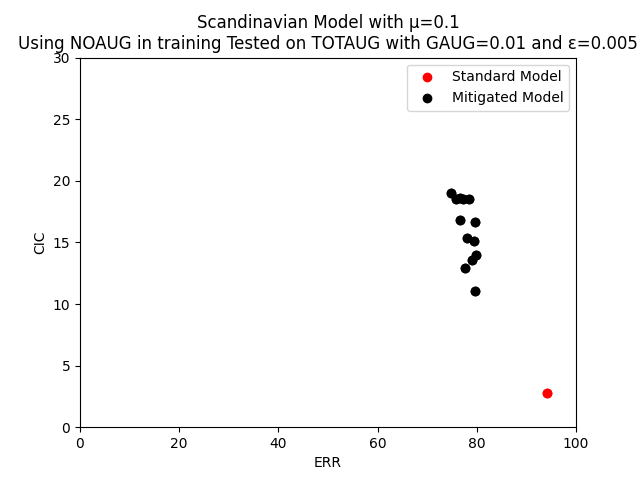 Scandinavian Model with μ=0.1
Using NOAUG in training Tested on TOTAUG with GAUG=0.01 and ε=0.005
Standard Model
Mitigated Model
30
25
20
15
10
5
0
CIC
0 20 40 60 80 100
ERR